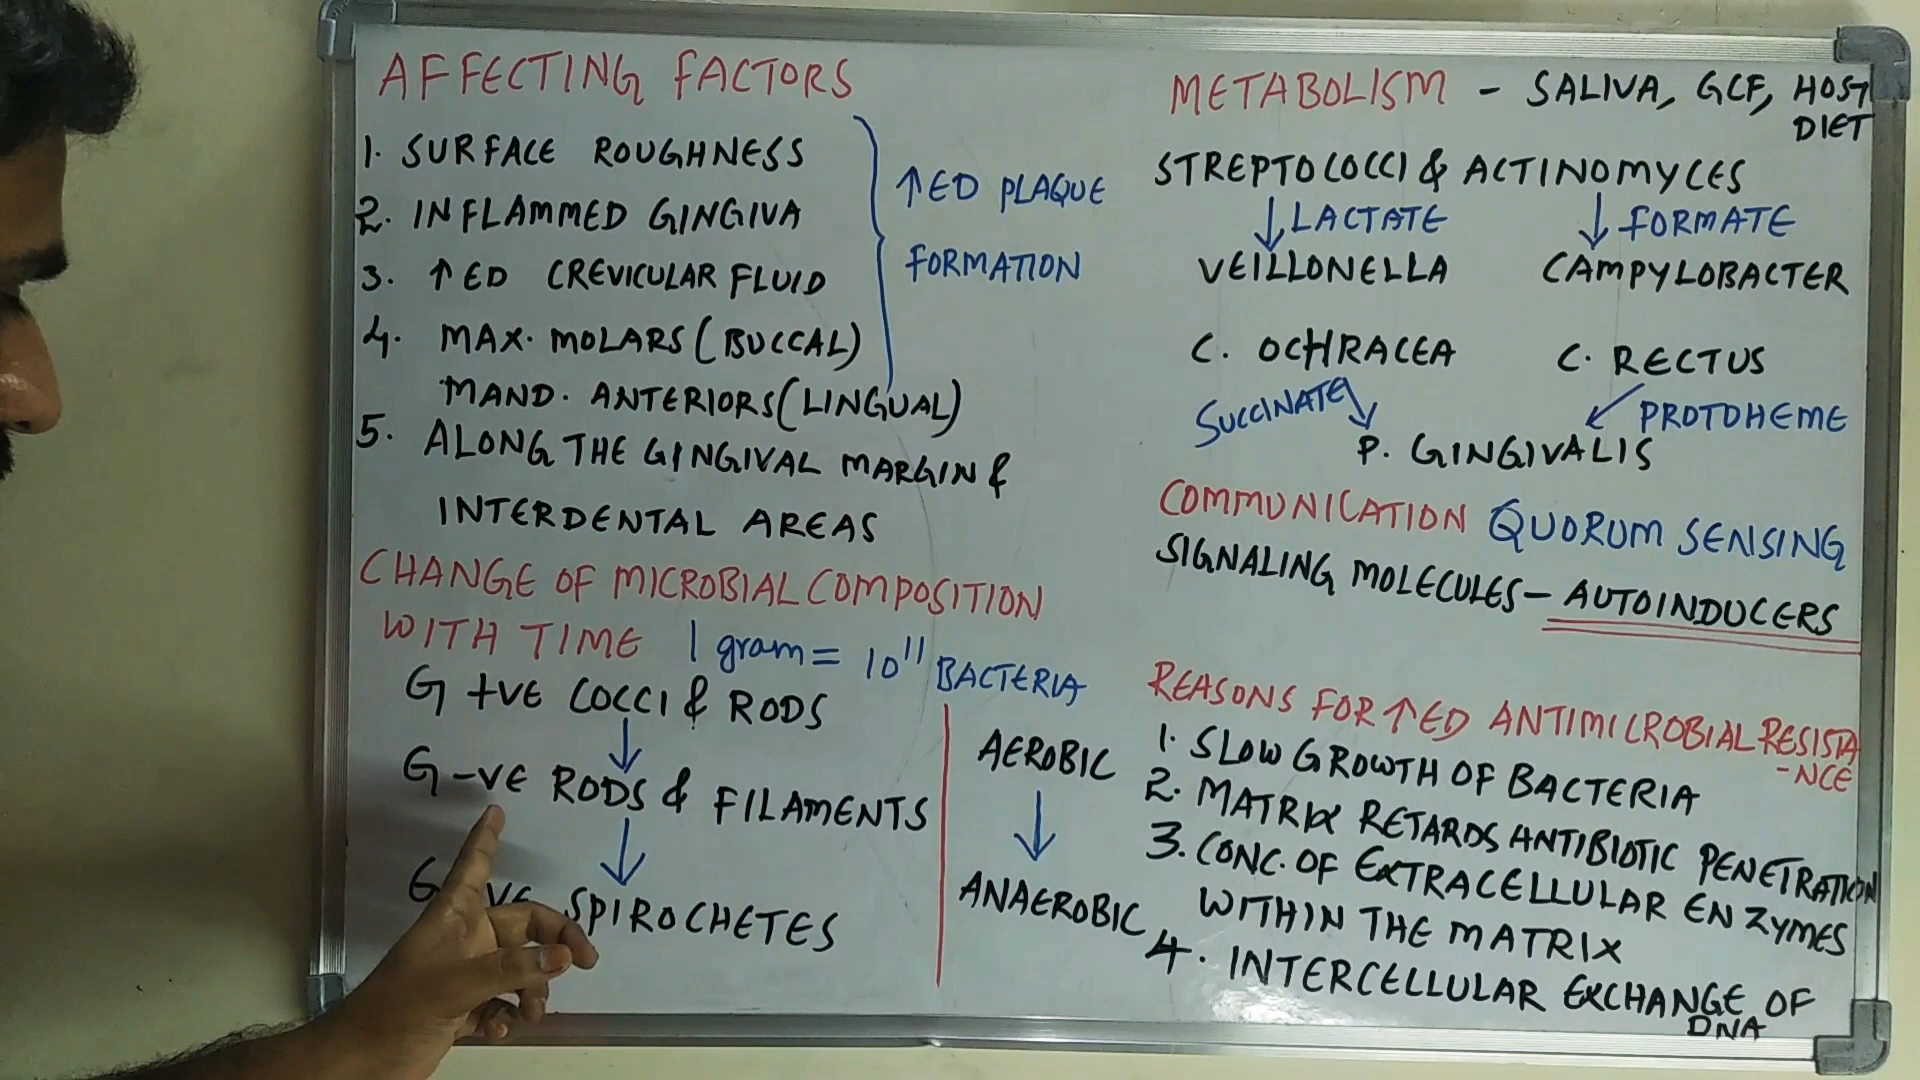 AFFECTING FACTORS
1. SURFACE ROUGHNESS
2. INFLAMMED GINGIVA
3. ↑ED CREVICULAR FLUID
4. MAX. MOLARS (BUCCAL)
MAND. ANTERIORS (LINGUAL)
5. ALONG THE GINGIVAL MARGIN &
INTERDENTAL AREAS
↑ED PLAQUE
FORMATION
CHANGE OF MICROBIAL COMPOSITION
WITH TIME 1 gram = 10¹¹ BACTERIA
G +VE COCCI & RODS
↓
G -VE RODS & FILAMENTS
↓
G VE SPIROCHETES
AEROBIC
↓
ANAEROBIC
METABOLISM - SALIVA, GCF, HOST
DIET
STREPTOCOCCI & ACTINOMYCES
↓ LACTATE ↓ FORMATE
VEILLONELLA CAMPYLOBACTER
C. OCHRACEA C. RECTUS
SUCCINATE ↘ ↙ PROTOHEME
P. GINGIVALIS
COMMUNICATION QUORUM SENSING
SIGNALING MOLECULES - AUTOINDUCERS
REASONS FOR ↑ED ANTIMICROBIAL RESISTA
-NCE
1. SLOW GROWTH OF BACTERIA
2. MATRIX RETARDS ANTIBIOTIC PENETRATION
3. CONC. OF EXTRACELLULAR ENZYMES
WITHIN THE MATRIX
4. INTERCELLULAR EXCHANGE OF
DNA